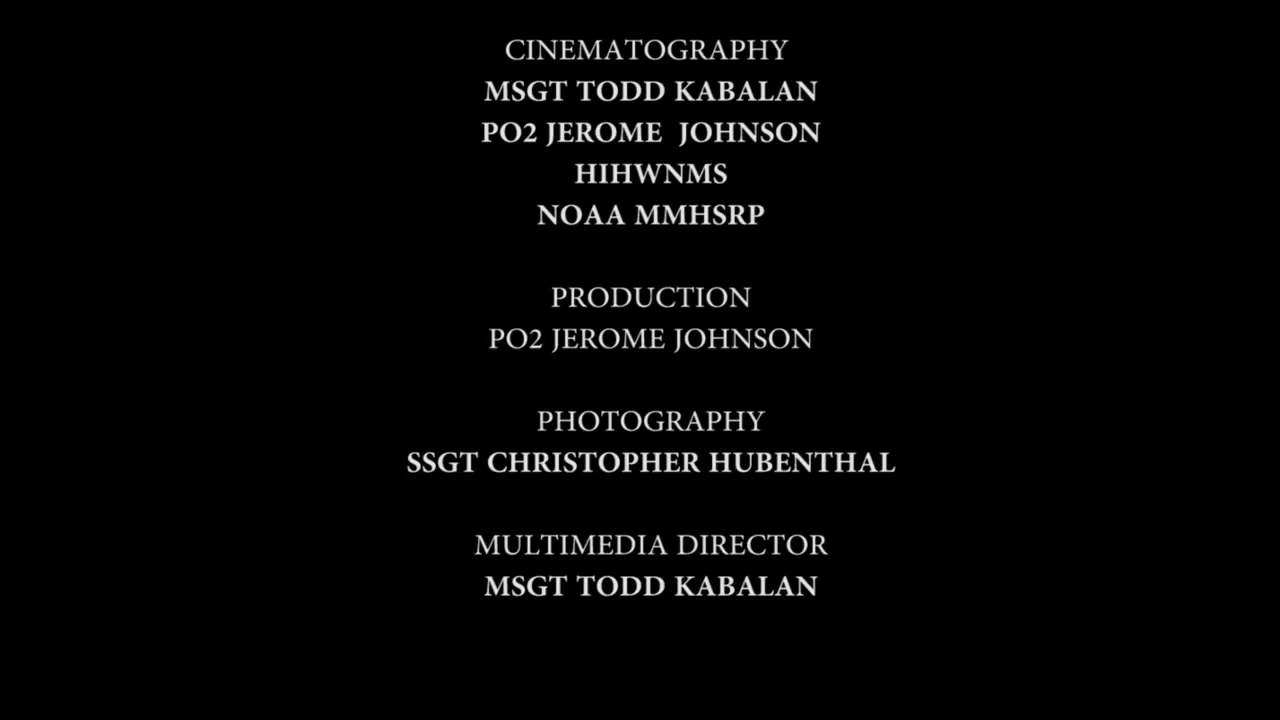 CINEMATOGRAPHY
MSGT TODD KABALAN
PO2 JEROME  JOHNSON
HIHWNMS
NOAA MMHSRP
PRODUCTION
PO2 JEROME JOHNSON
PHOTOGRAPHY
SSGT CHRISTOPHER HUBENTHAL
MULTIMEDIA DIRECTOR
MSGT TODD KABALAN